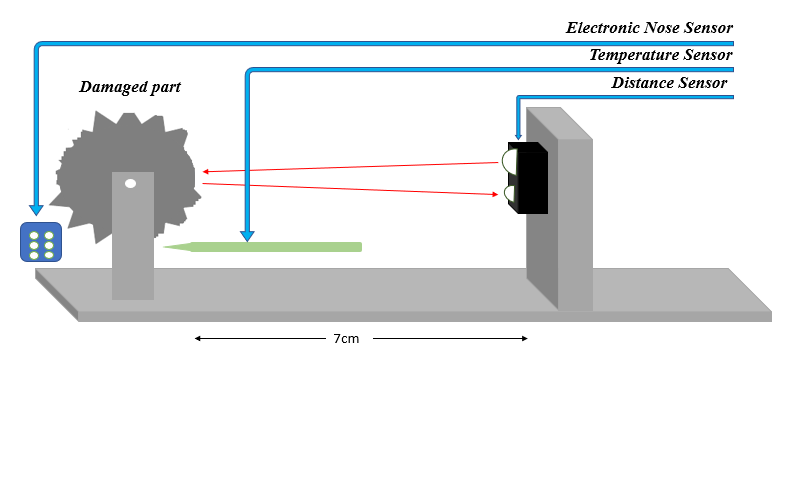 Electronic Nose Sensor
Temperature Sensor
Distance Sensor
Damaged part
7cm